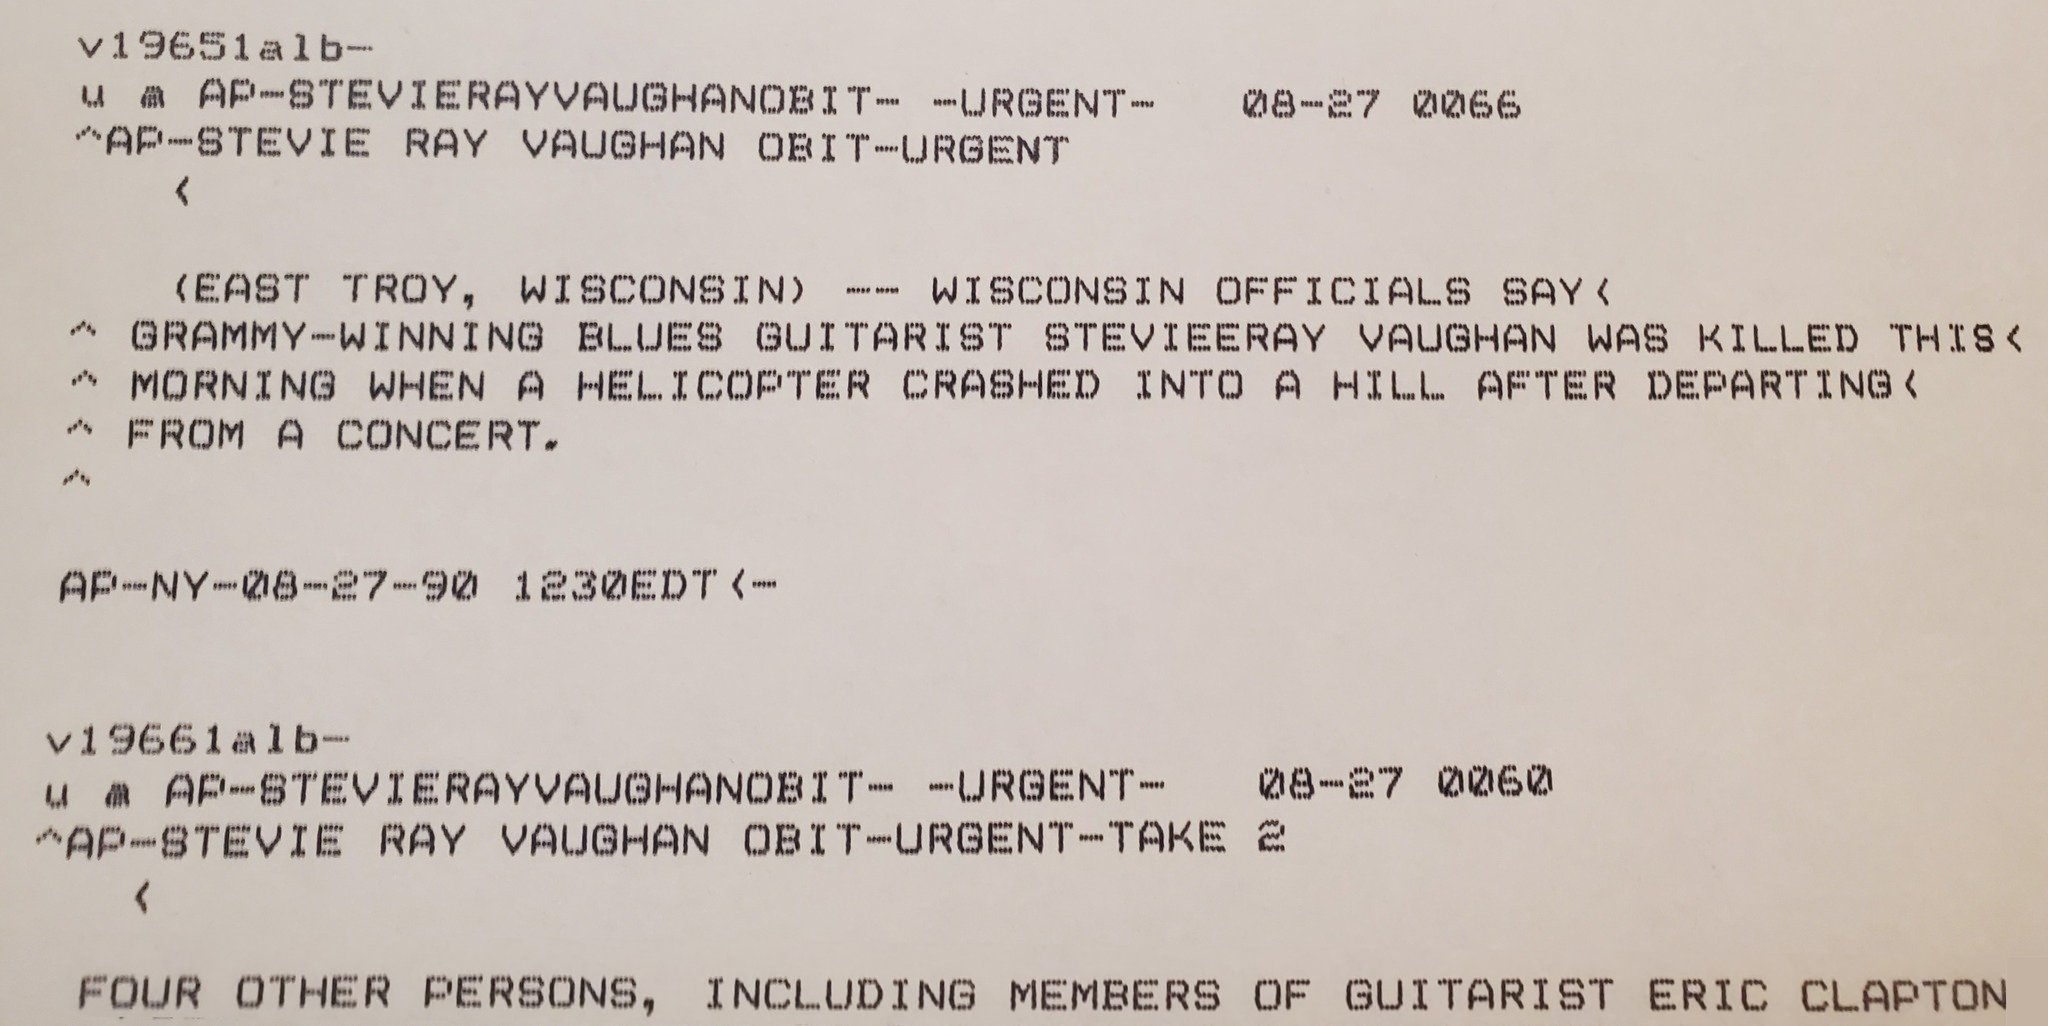 v19651alb-
u a AP-STEVIERAYVAUGHANOBIT- -URGENT- 08-27 0066
^AP-STEVIE RAY VAUGHAN OBIT-URGENT
<
(EAST TROY, WISCONSIN) -- WISCONSIN OFFICIALS SAY<
^ GRAMMY-WINNING BLUES GUITARIST STEVIEERAY VAUGHAN WAS KILLED THIS<
^ MORNING WHEN A HELICOPTER CRASHED INTO A HILL AFTER DEPARTING<
^ FROM A CONCERT.
^
AP-NY-08-27-90 1230EDT<-
v19661alb-
u a AP-STEVIERAYVAUGHANOBIT- -URGENT- 08-27 0060
^AP-STEVIE RAY VAUGHAN OBIT-URGENT-TAKE 2
<
FOUR OTHER PERSONS, INCLUDING MEMBERS OF GUITARIST ERIC CLAPTON